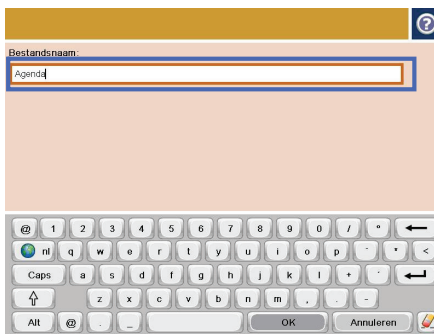 ?
Bestandsnaam:
Agenda
@ 1 2 3 4 5 6 7 8 9 0 / °
nl q w e r t y u i o p ¨ * <
Caps a s d f g h j k l + ´
z x c v b n m , . -
Alt @ . _ OK Annuleren